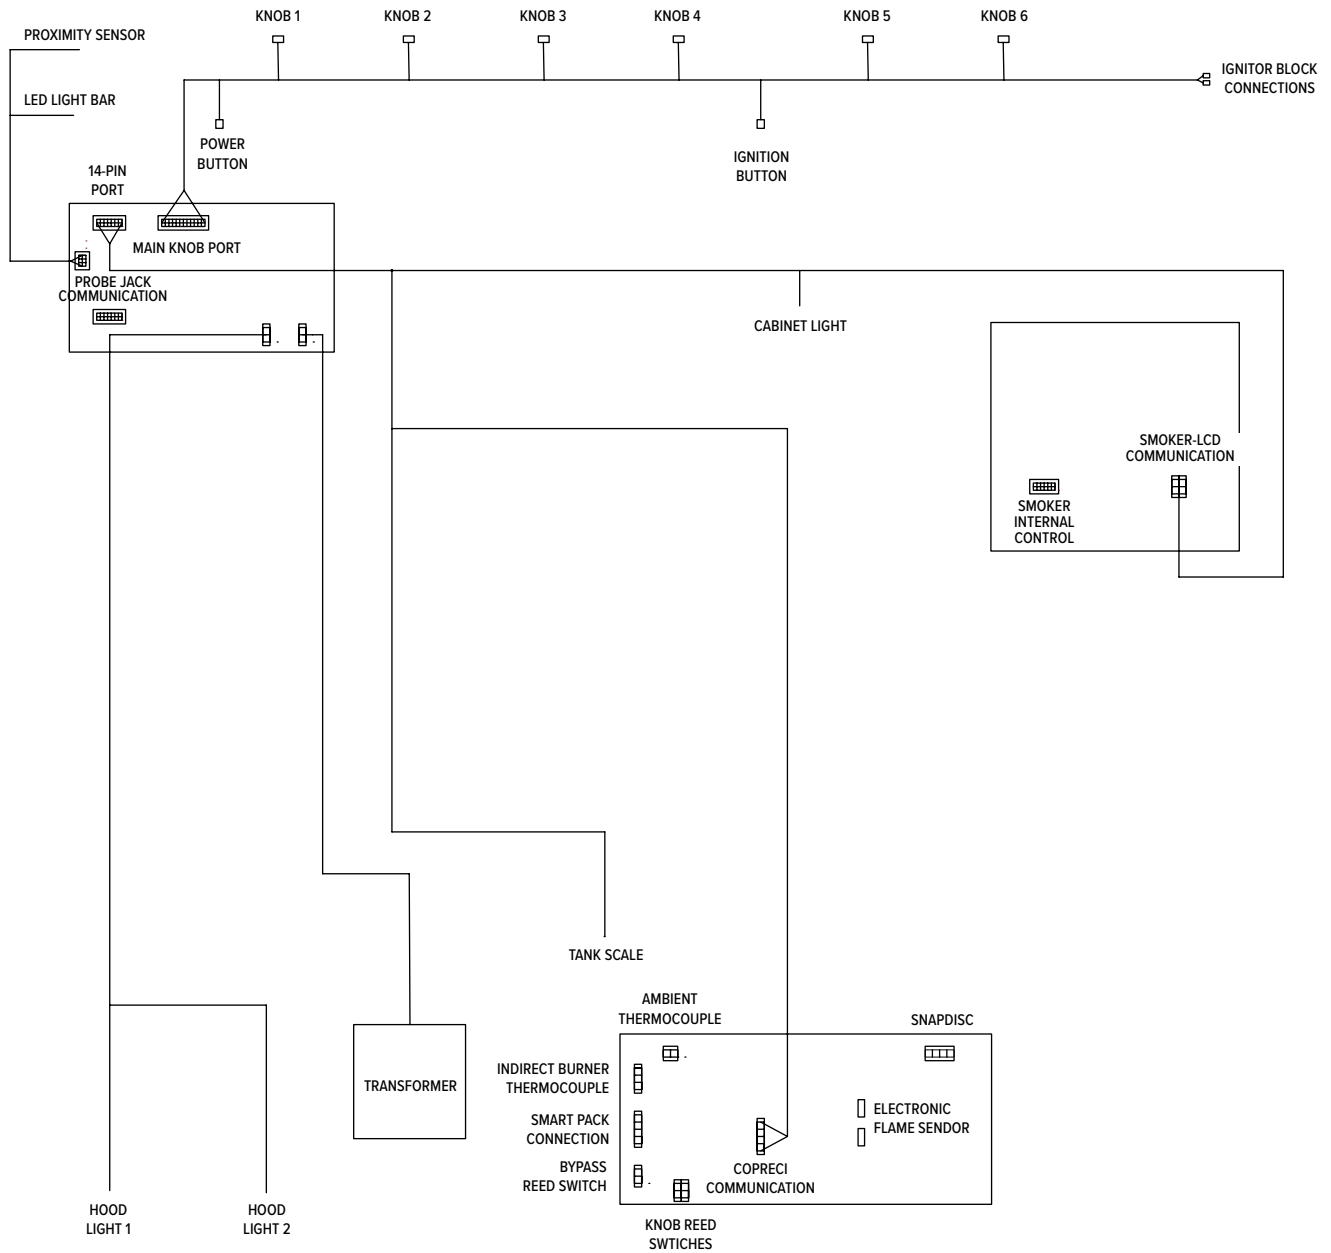 KNOB 1
KNOB 2
KNOB 3
KNOB 4
KNOB 5
KNOB 6
PROXIMITY SENSOR
IGNITOR BLOCK
CONNECTIONS
LED LIGHT BAR
POWER
BUTTON
IGNITION
BUTTON
14-PIN
PORT
MAIN KNOB PORT
PROBE JACK
COMMUNICATION
CABINET LIGHT
SMOKER-LCD
COMMUNICATION
SMOKER
INTERNAL
CONTROL
TANK SCALE
AMBIENT
THERMOCOUPLE
SNAPDISC
INDIRECT BURNER
THERMOCOUPLE
TRANSFORMER
SMART PACK
CONNECTION
ELECTRONIC
FLAME SENDOR
BYPASS
REED SWITCH
COPRECI
COMMUNICATION
HOOD
LIGHT 1
HOOD
LIGHT 2
KNOB REED
SWTICHES